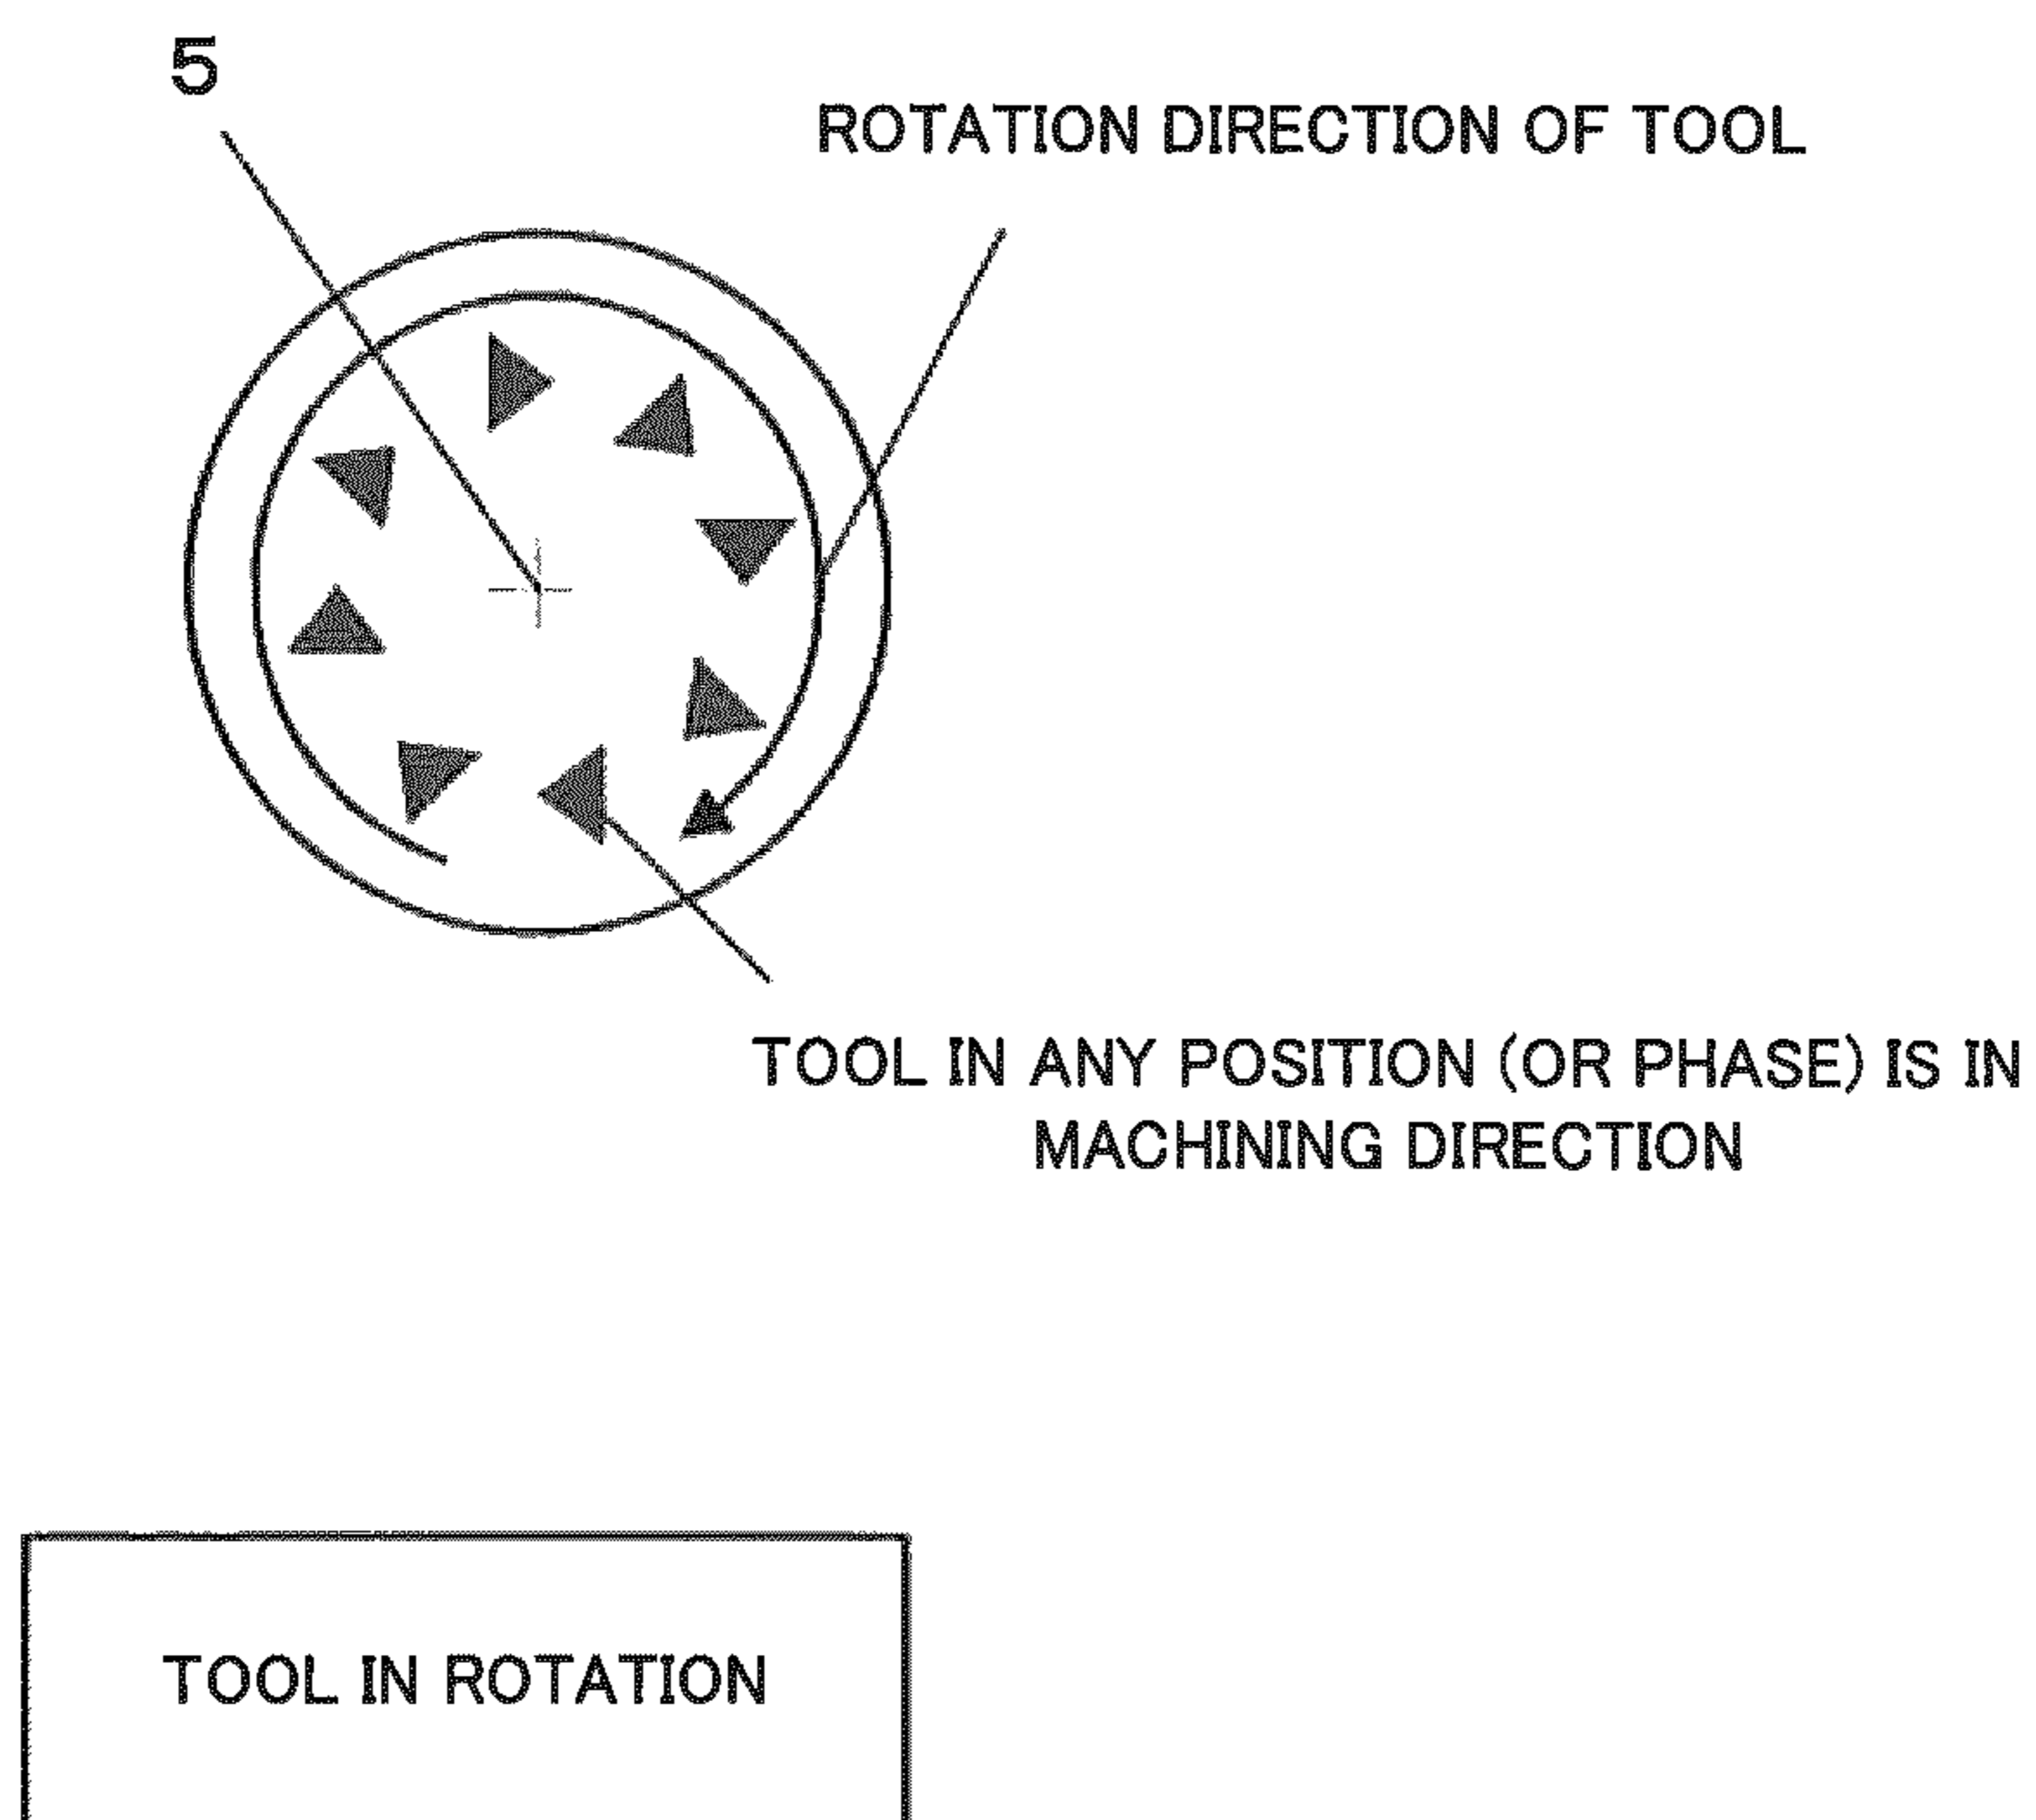 5
ROTATION DIRECTION OF TOOL
TOOL IN ANY POSITION (OR PHASE) IS IN
MACHINING DIRECTION
TOOL IN ROTATION